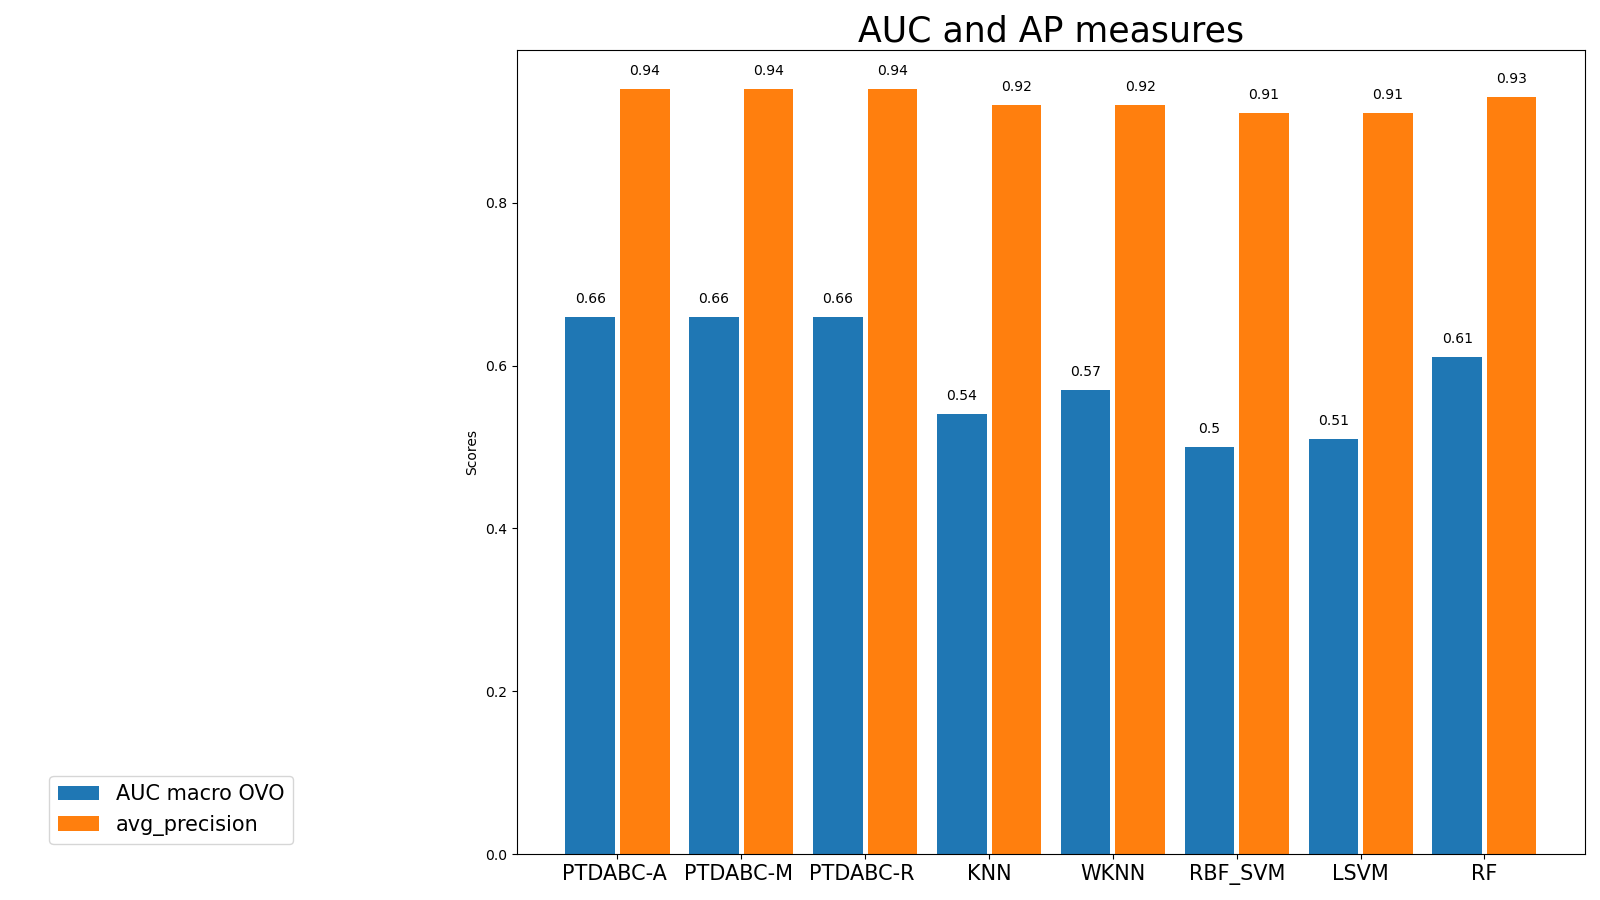 AUC and AP measures
0.94 0.94 0.94 0.92 0.92 0.91 0.91 0.93
0.8
0.66 0.66 0.66 0.54 0.57 0.5 0.51 0.61
0.6
Scores
0.4
0.2
AUC macro OVO
avg_precision
0.0
PTDABC-A PTDABC-M PTDABC-R KNN WKNN RBF_SVM LSVM RF